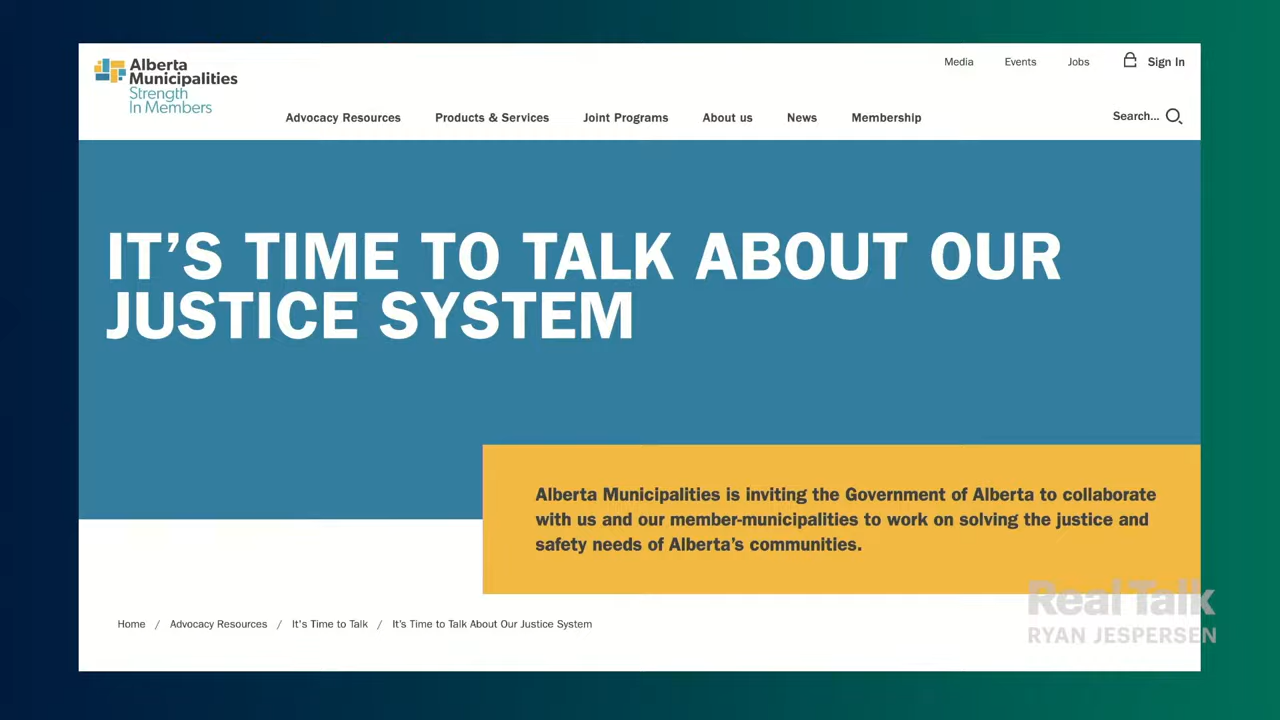 Alberta
Municipalities
Strength
In Members
Media
Events
Jobs
Sign In
Advocacy Resources
Products & Services
Joint Programs
About us
News
Membership
Search...
IT’S TIME TO TALK ABOUT OUR
JUSTICE SYSTEM
Alberta Municipalities is inviting the Government of Alberta to collaborate
with us and our member-municipalities to work on solving the justice and
safety needs of Alberta’s communities.
Real Talk
RYAN JESPERSEN
Home / Advocacy Resources / It's Time to Talk / It’s Time to Talk About Our Justice System